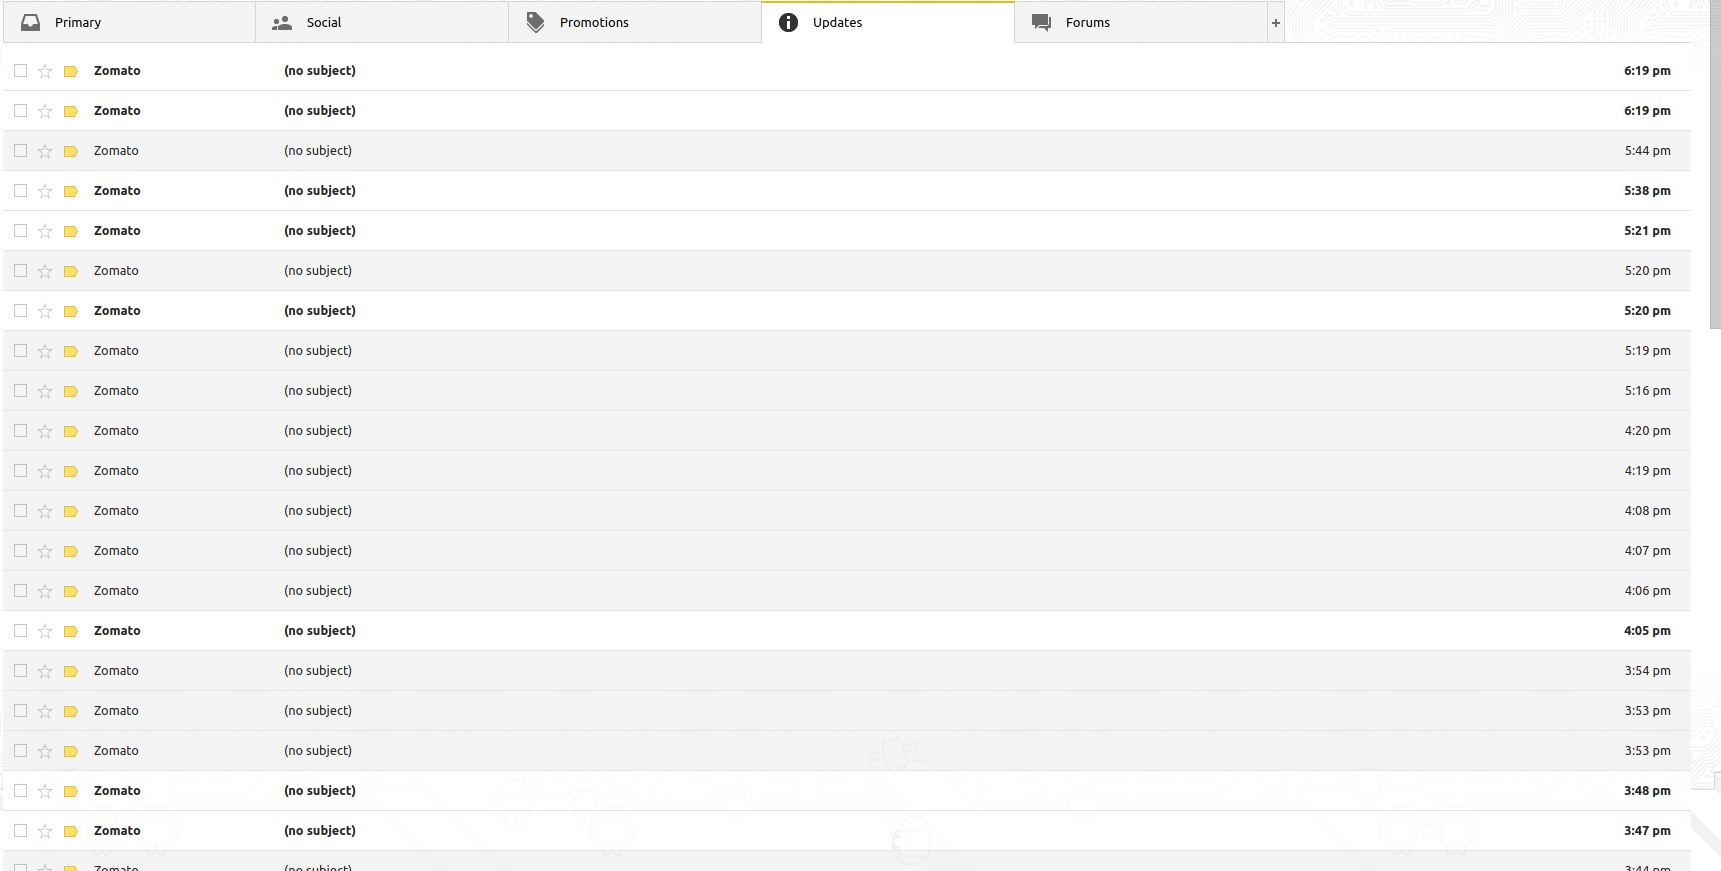 Primary Social Promotions Updates Forums +
Zomato (no subject) 6:19 pm
Zomato (no subject) 6:19 pm
Zomato (no subject) 5:44 pm
Zomato (no subject) 5:38 pm
Zomato (no subject) 5:21 pm
Zomato (no subject) 5:20 pm
Zomato (no subject) 5:20 pm
Zomato (no subject) 5:19 pm
Zomato (no subject) 5:16 pm
Zomato (no subject) 4:20 pm
Zomato (no subject) 4:19 pm
Zomato (no subject) 4:08 pm
Zomato (no subject) 4:07 pm
Zomato (no subject) 4:06 pm
Zomato (no subject) 4:05 pm
Zomato (no subject) 3:54 pm
Zomato (no subject) 3:53 pm
Zomato (no subject) 3:53 pm
Zomato (no subject) 3:48 pm
Zomato (no subject) 3:47 pm
Zomato (no subject) 3:44 pm